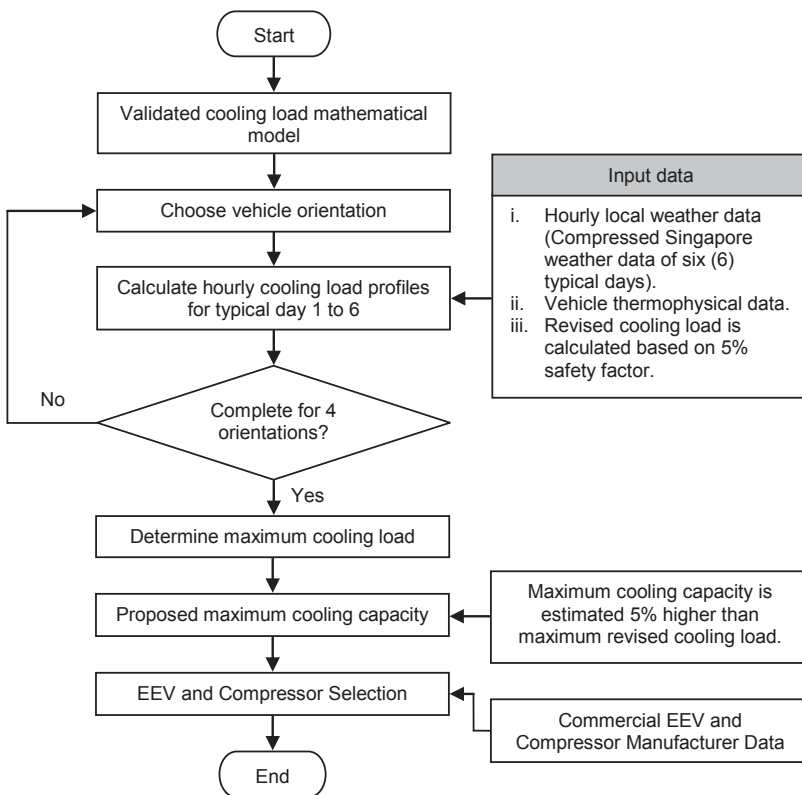 Start
Validated cooling load mathematical
model
Choose vehicle orientation
Calculate hourly cooling load profiles
for typical day 1 to 6
Input data
i. Hourly local weather data
(Compressed Singapore
weather data of six (6)
typical days).
ii. Vehicle thermophysical data.
iii. Revised cooling load is
calculated based on 5%
safety factor.
No
Complete for 4
orientations?
Yes
Determine maximum cooling load
Proposed maximum cooling capacity
Maximum cooling capacity is
estimated 5% higher than
maximum revised cooling load.
EEV and Compressor Selection
Commercial EEV and
Compressor Manufacturer Data
End